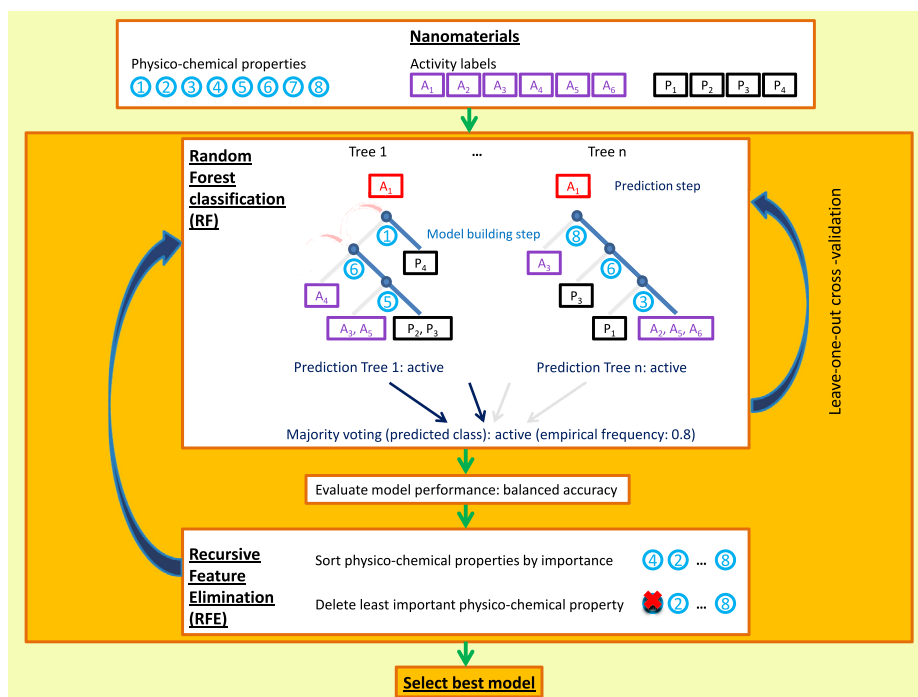 Nanomaterials
Physico-chemical properties
Activity labels
1 2 3 4 5 6 7 8
A₁ A₂ A₃ A₄ A₅ A₆
P₁ P₂ P₃ P₄
Random
Forest
classification
(RF)
Tree 1 ... Tree n
A₁
A₁
Prediction step
1
Model building step
8
6
P₄
A₃
6
A₄
5
P₃
3
A₃, A₅
P₂, P₃
P₁
A₂, A₅, A₆
Prediction Tree 1: active
Prediction Tree n: active
Majority voting (predicted class): active (empirical frequency: 0.8)
Leave-one-out cross -validation
Evaluate model performance: balanced accuracy
Recursive
Feature
Elimination
(RFE)
Sort physico-chemical properties by importance
4 2 ... 8
Delete least important physico-chemical property
2 ... 8
Select best model